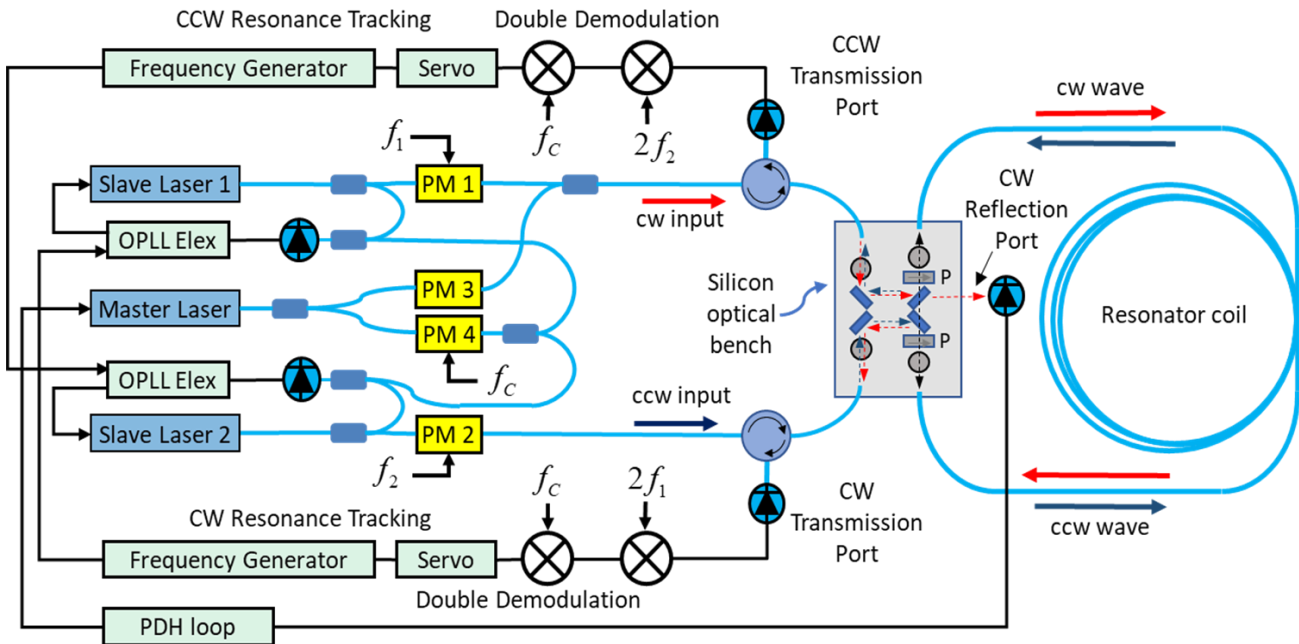 CCW Resonance Tracking
Double Demodulation
Frequency Generator
Servo
f_C
2f_2
CCW
Transmission
Port
f_1
Slave Laser 1
PM 1
OPLL Elex
cw input
Master Laser
PM 3
PM 4
f_C
OPLL Elex
Slave Laser 2
PM 2
f_2
ccw input
Silicon
optical
bench
P
P
cw wave
CW
Reflection
Port
Resonator coil
ccw wave
CW
Transmission
Port
CW Resonance Tracking
f_C
2f_1
Frequency Generator
Servo
Double Demodulation
PDH loop